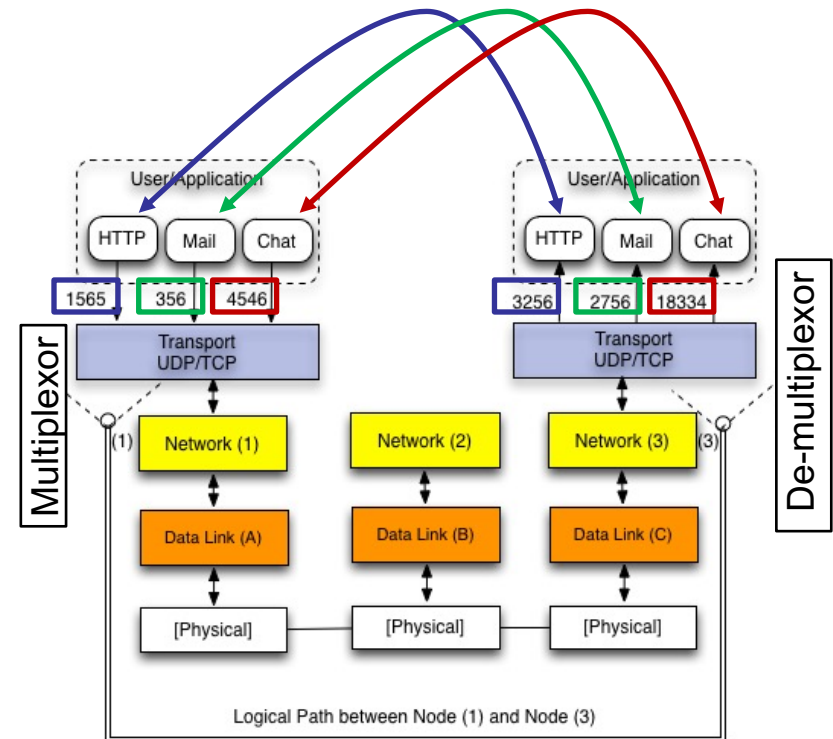 User/Application
User/Application
HTTP
Mail
Chat
HTTP
Mail
Chat
1565
356
4546
3256
2756
18334
Multiplexor
Transport
UDP/TCP
Transport
UDP/TCP
De-multiplexor
(1)
Network (1)
Network (2)
Network (3)
(3)
Data Link (A)
Data Link (B)
Data Link (C)
[Physical]
[Physical]
[Physical]
Logical Path between Node (1) and Node (3)